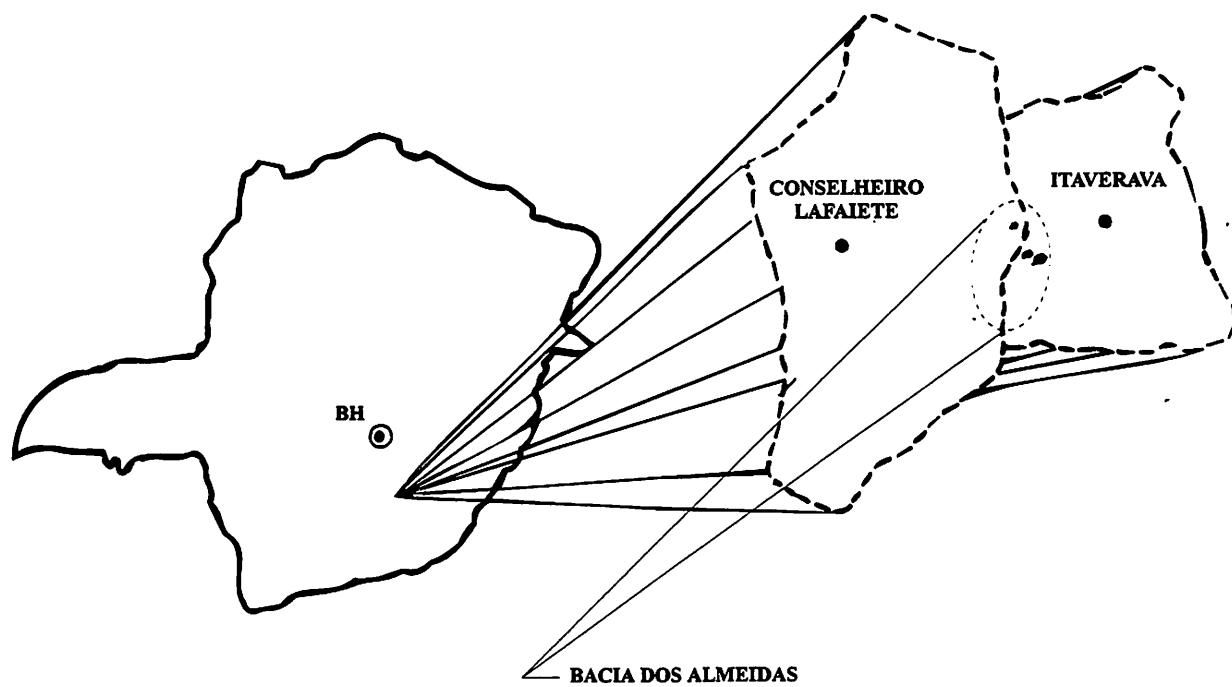 CONSELHEIRO
LAFAIETE
ITAVERAVA
BH
BACIA DOS ALMEIDAS